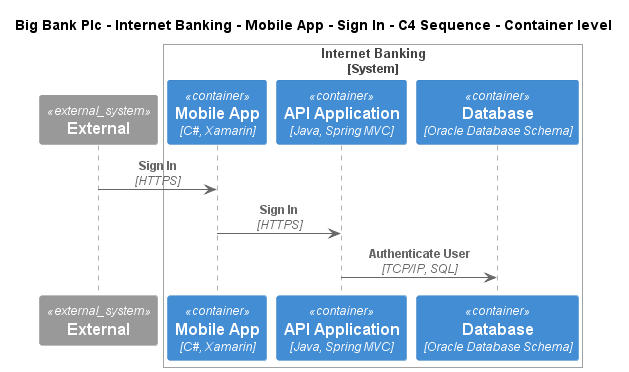 Big Bank Plc - Internet Banking - Mobile App - Sign In - C4 Sequence - Container level
Internet Banking
[System]
«external_system»
External
«container»
Mobile App
[C#, Xamarin]
«container»
API Application
[Java, Spring MVC]
«container»
Database
[Oracle Database Schema]
Sign In
[HTTPS]
Sign In
[HTTPS]
Authenticate User
[TCP/IP, SQL]
«external_system»
External
«container»
Mobile App
[C#, Xamarin]
«container»
API Application
[Java, Spring MVC]
«container»
Database
[Oracle Database Schema]